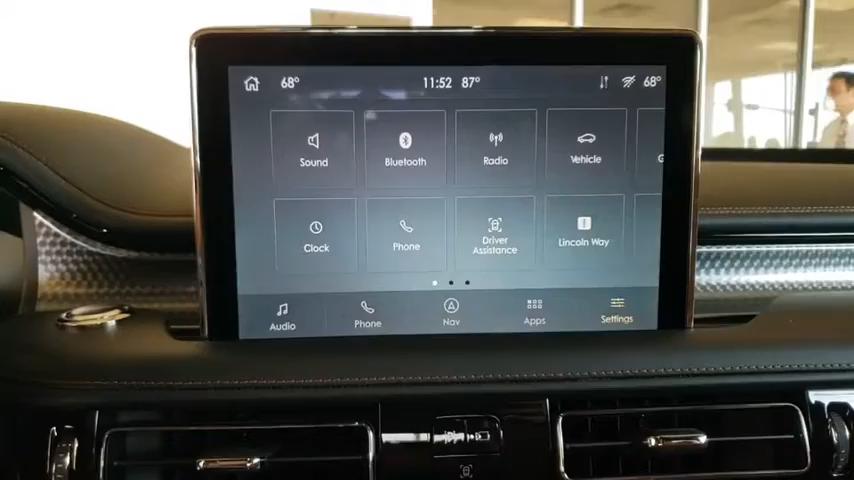 68° 11:52 87° 68°
Sound Bluetooth Radio Vehicle
Clock Phone Driver Assistance Lincoln Way
Audio Phone Nav Apps Settings